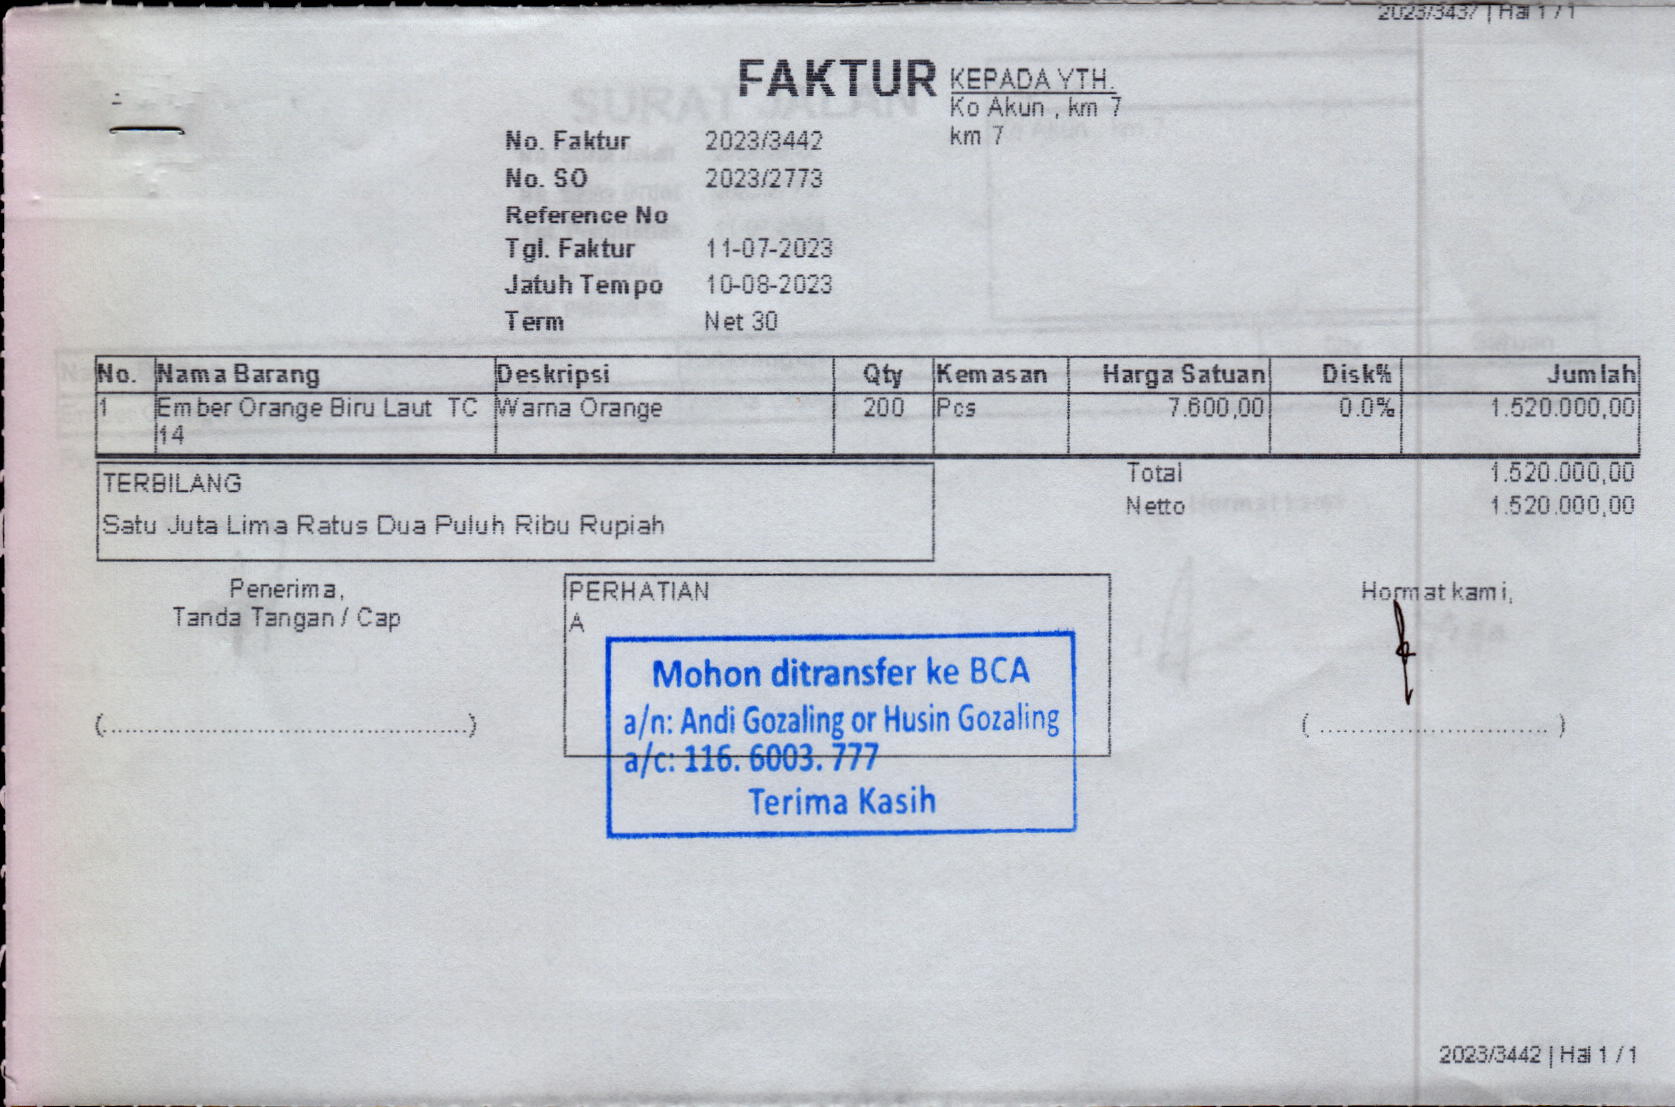 2023/3437 | Hal 1 / 1
FAKTUR
KEPADA YTH.
Ko Akun , km 7
km 7
No. Faktur 2023/3442
No. SO 2023/2773
Reference No
Tgl. Faktur 11-07-2023
Jatuh Tempo 10-08-2023
Term Net 30
No. Nama Barang Deskripsi Qty Kemasan Harga Satuan Disk% Jumlah
1 Ember Orange Biru Laut TC Warna Orange 200 Pcs 7.600,00 0.0% 1.520.000,00
14
Total 1.520.000,00
Netto 1.520.000,00
TERBILANG
Satu Juta Lima Ratus Dua Puluh Ribu Rupiah
Penerima,
Tanda Tangan / Cap
(................................................)
PERHATIAN
A
Mohon ditransfer ke BCA
a/n: Andi Gozaling or Husin Gozaling
a/c: 116. 6003. 777
Terima Kasih
Hormat kami,
( .............................. )
2023/3442 | Hal 1 / 1